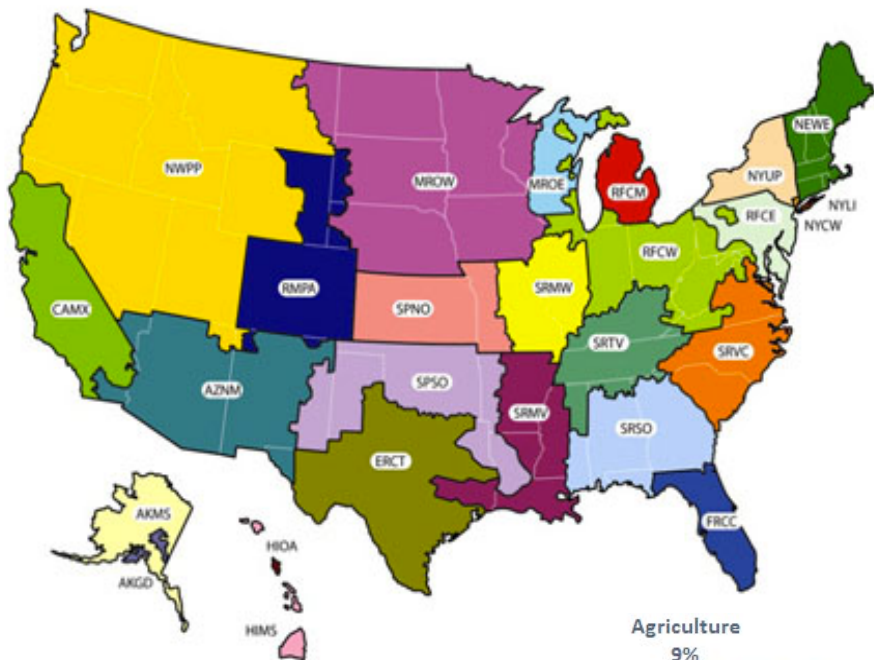 NEWE
NWPP
NYUP
MROW
MROE
RFCM
NYLI
RFCE
NYCW
RFCW
RMPA
SRMW
CAMX
SPNO
SRTV
SRVC
SPSO
AZNM
SRMV
SRSO
ERCT
AKMS
FRCC
HIOA
AKGD
HIMS
Agriculture
9%